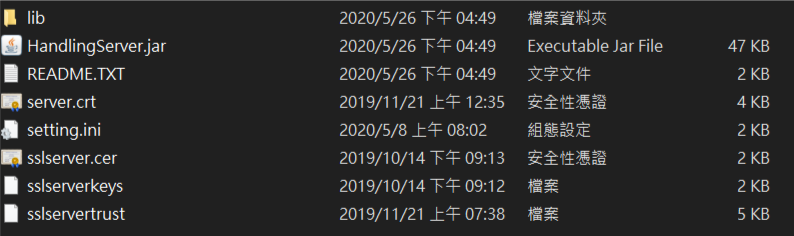 lib 2020/5/26 下午 04:49 檔案資料夾
HandlingServer.jar 2020/5/26 下午 04:49 Executable Jar File 47 KB
README.TXT 2020/5/26 下午 04:49 文字文件 2 KB
server.crt 2019/11/21 上午 12:35 安全性憑證 4 KB
setting.ini 2020/5/8 上午 08:02 組態設定 2 KB
sslserver.cer 2019/10/14 下午 09:13 安全性憑證 2 KB
sslserverkeys 2019/10/14 下午 09:12 檔案 2 KB
sslservertrust 2019/11/21 上午 07:38 檔案 5 KB